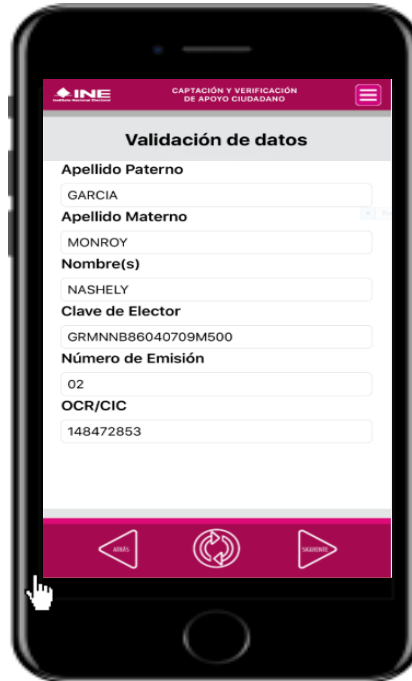 INE
Instituto Nacional Electoral
CAPTACIÓN Y VERIFICACIÓN
DE APOYO CIUDADANO
Validación de datos
Apellido Paterno
GARCIA
Apellido Materno
MONROY
Nombre(s)
NASHELY
Clave de Elector
GRMNNB86040709M500
Número de Emisión
02
OCR/CIC
148472853
ATRÁS
SIGUIENTE